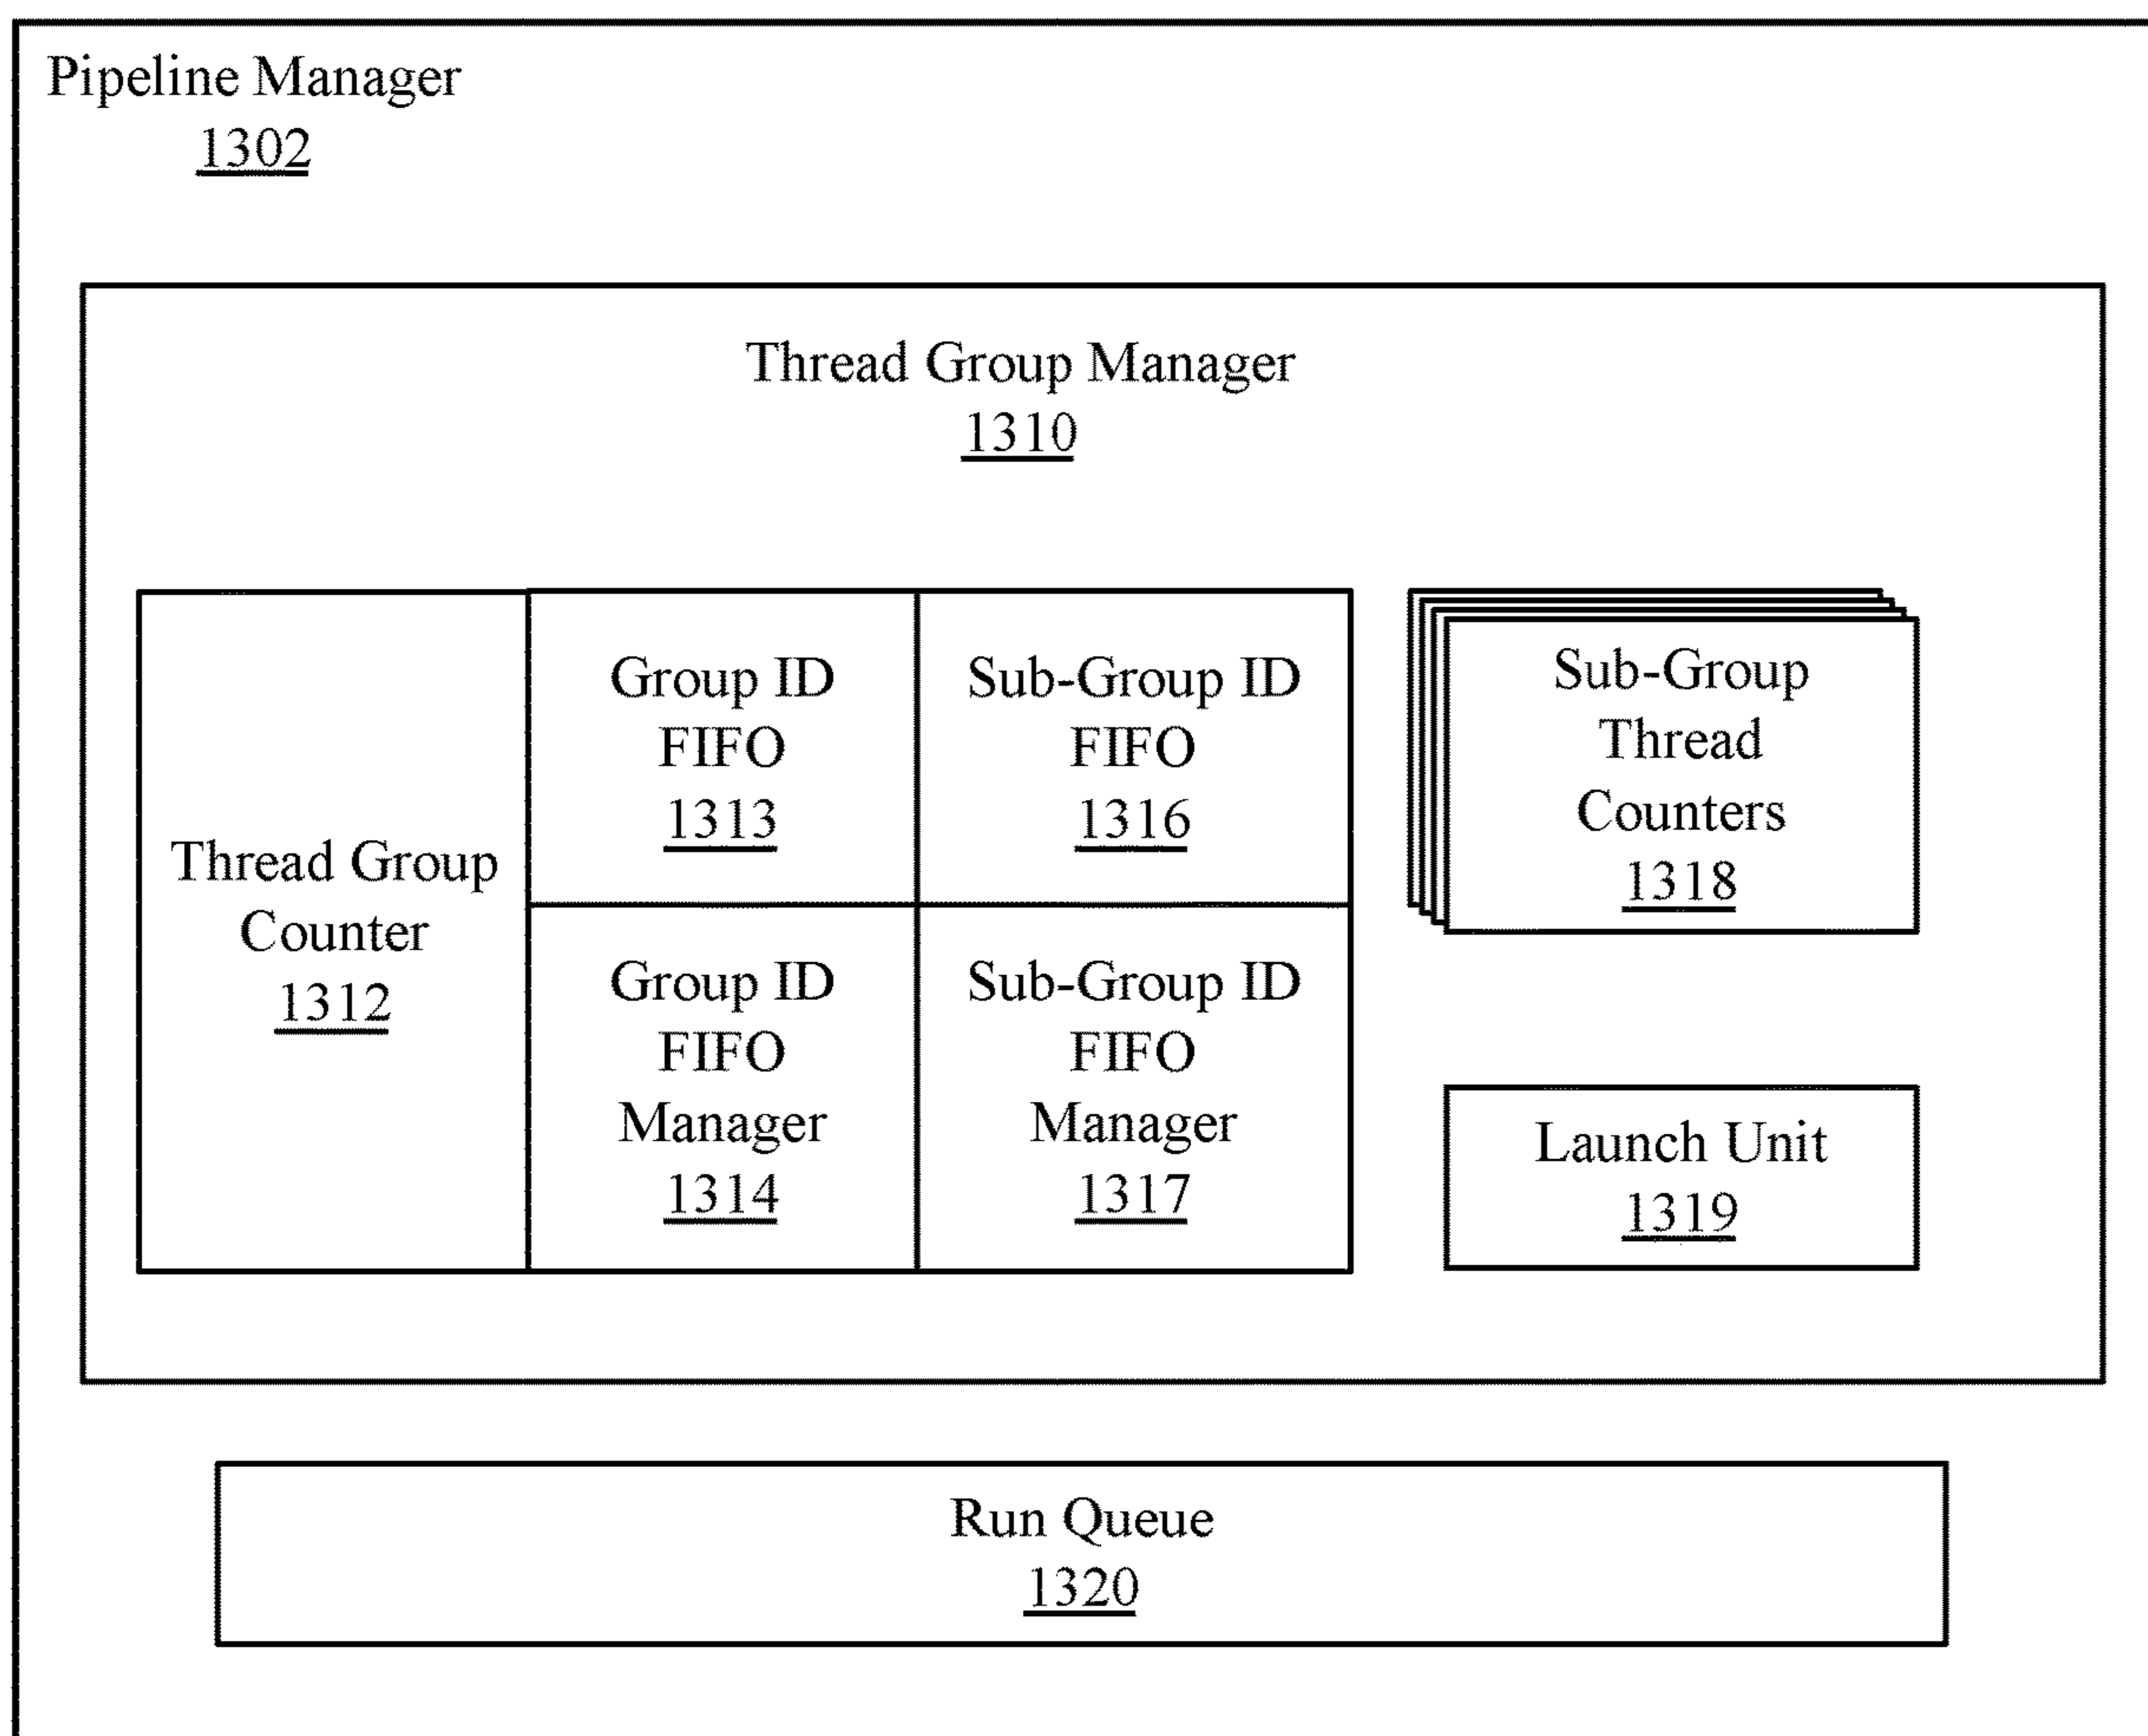 Pipeline Manager
1302
Thread Group Manager
1310
Thread Group
Counter
1312
Group ID
FIFO
1313
Sub-Group ID
FIFO
1316
Group ID
FIFO
Manager
1314
Sub-Group ID
FIFO
Manager
1317
Sub-Group
Thread
Counters
1318
Launch Unit
1319
Run Queue
1320